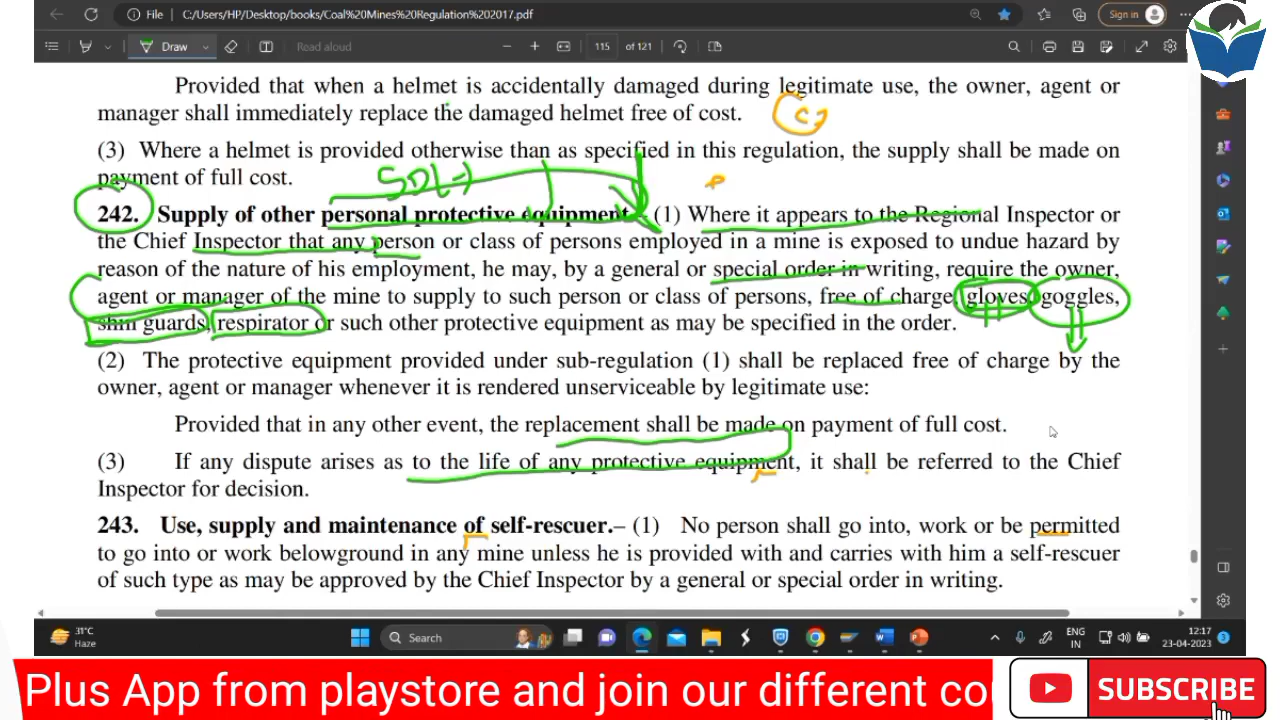 File
C:/Users/HP/Desktop/books/Coal%20Mines%20Regulation%202017.pdf
Sign in
Draw
Read aloud
115 of 121
Provided that when a helmet is accidentally damaged during legitimate use, the owner, agent or
manager shall immediately replace the damaged helmet free of cost.
(3) Where a helmet is provided otherwise than as specified in this regulation, the supply shall be made on
payment of full cost.
242. Supply of other personal protective equipment.- (1) Where it appears to the Regional Inspector or
the Chief Inspector that any person or class of persons employed in a mine is exposed to undue hazard by
reason of the nature of his employment, he may, by a general or special order in writing, require the owner,
agent or manager of the mine to supply to such person or class of persons, free of charge, gloves, goggles,
shin guards, respirator or such other protective equipment as may be specified in the order.
(2) The protective equipment provided under sub-regulation (1) shall be replaced free of charge by the
owner, agent or manager whenever it is rendered unserviceable by legitimate use:
Provided that in any other event, the replacement shall be made on payment of full cost.
(3) If any dispute arises as to the life of any protective equipment, it shall be referred to the Chief
Inspector for decision.
243. Use, supply and maintenance of self-rescuer.– (1) No person shall go into, work or be permitted
to go into or work belowground in any mine unless he is provided with and carries with him a self-rescuer
of such type as may be approved by the Chief Inspector by a general or special order in writing.
31°C
Haze
Search
ENG
IN
12:17
23-04-2023
3
Plus App from playstore and join our different co
SUBSCRIBE